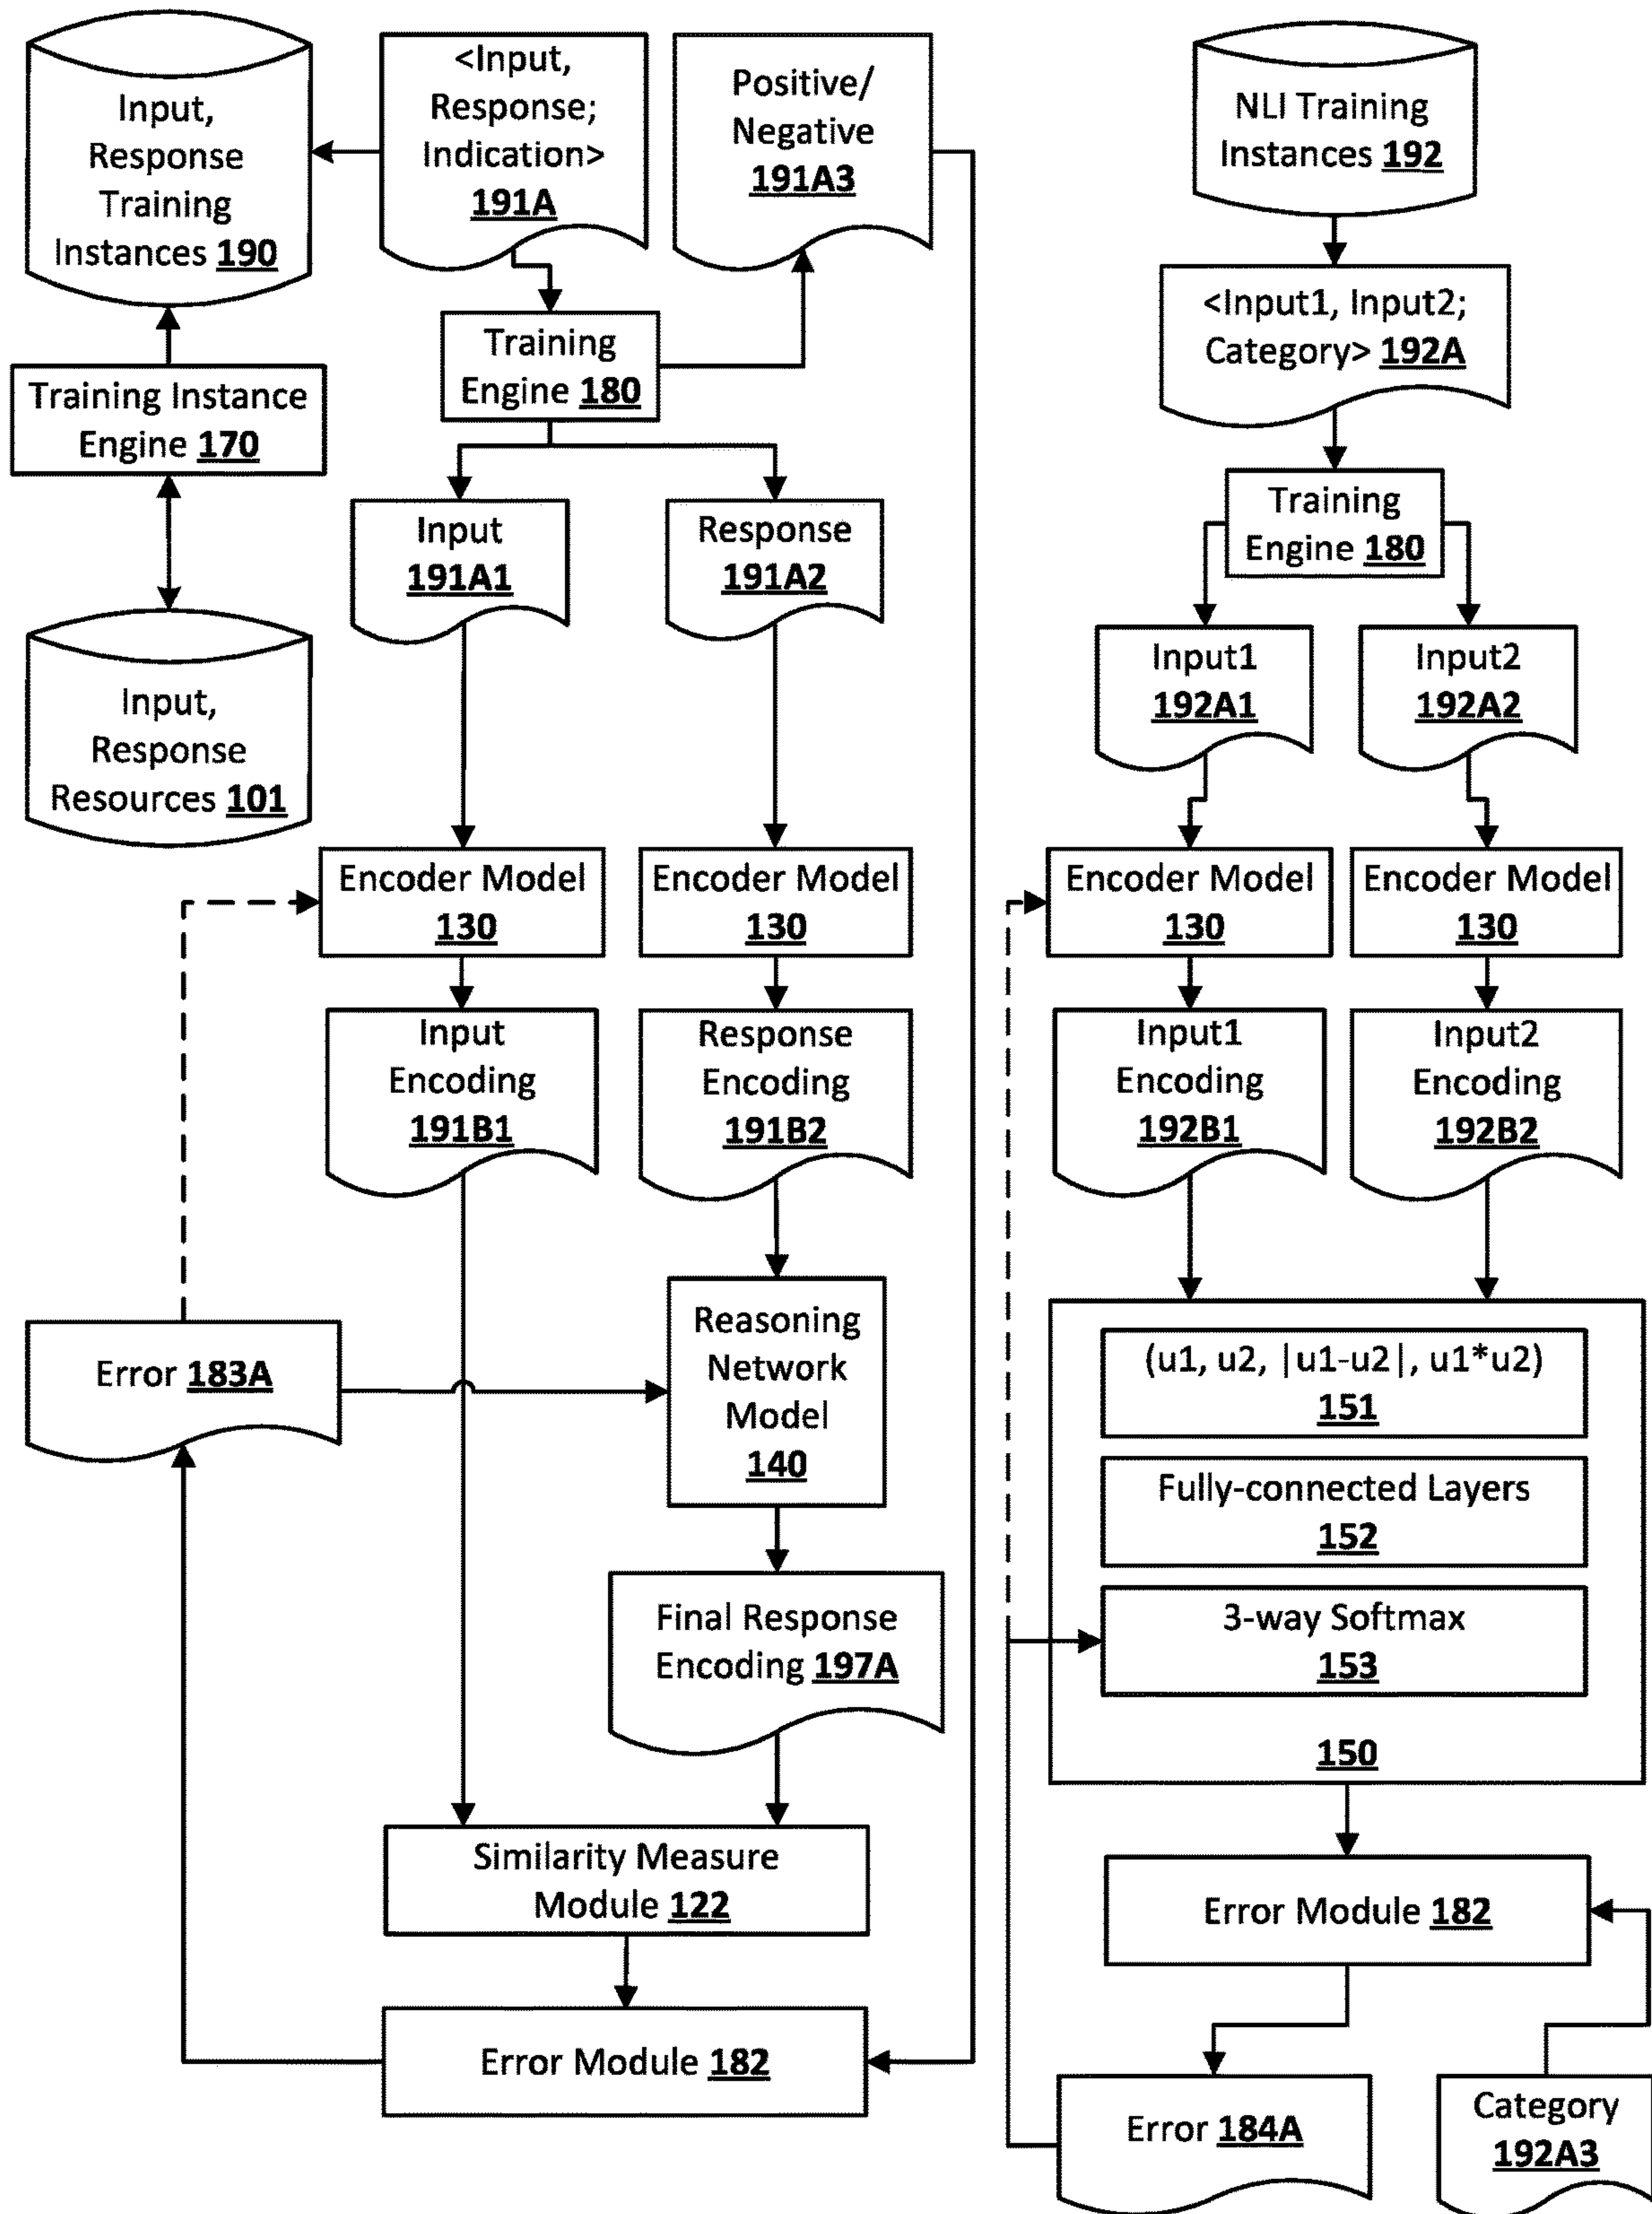 Input,
Response
Training
Instances 190
<Input,
Response;
Indication>
191A
Positive/
Negative
191A3
Training
Engine 180
Training Instance
Engine 170
Input
191A1
Response
191A2
Input,
Response
Resources 101
Encoder Model
130
Encoder Model
130
Input
Encoding
191B1
Response
Encoding
191B2
Error 183A
Reasoning
Network
Model
140
Final Response
Encoding 197A
Similarity Measure
Module 122
Error Module 182
NLI Training
Instances 192
<Input1, Input2;
Category> 192A
Training
Engine 180
Input1
192A1
Input2
192A2
Encoder Model
130
Encoder Model
130
Input1
Encoding
192B1
Input2
Encoding
192B2
(u1, u2, |u1-u2|, u1*u2)
151
Fully-connected Layers
152
3-way Softmax
153
150
Error Module 182
Error 184A
Category
192A3